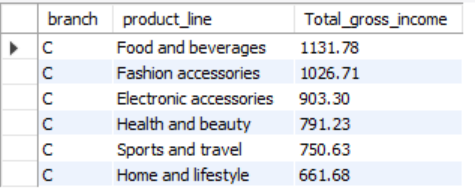 branch product_line Total_gross_income
C Food and beverages 1131.78
C Fashion accessories 1026.71
C Electronic accessories 903.30
C Health and beauty 791.23
C Sports and travel 750.63
C Home and lifestyle 661.68